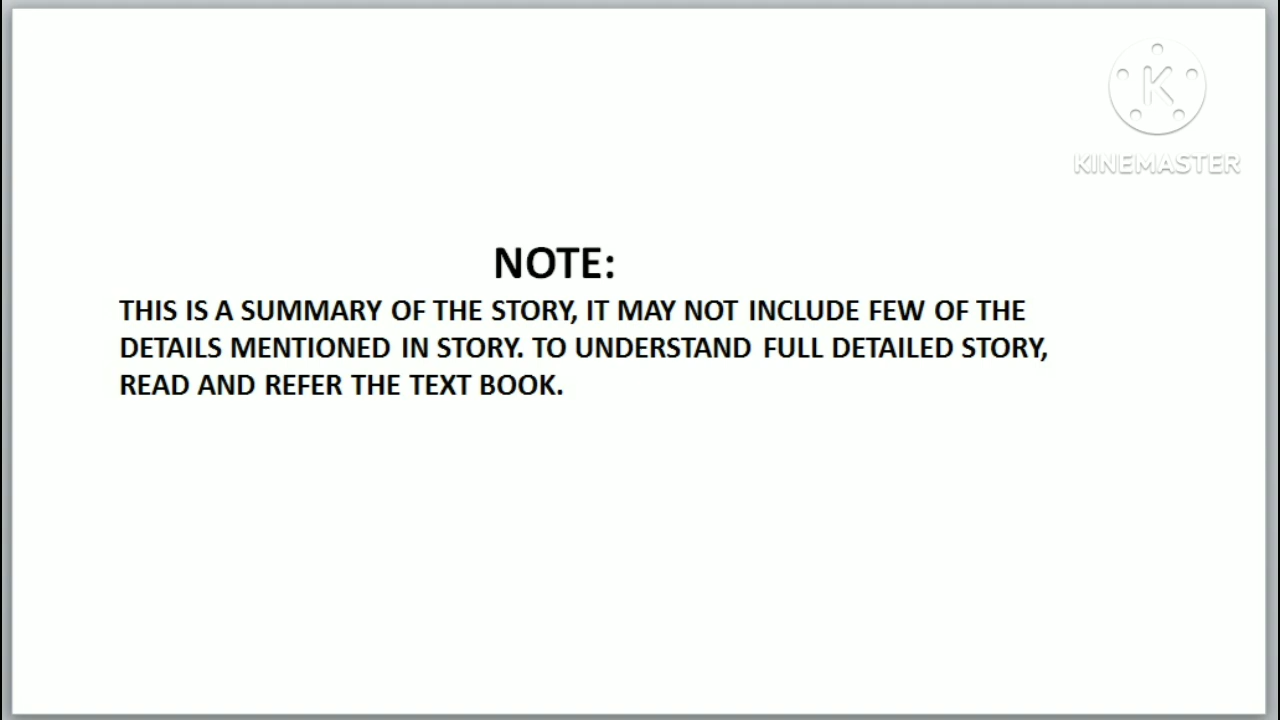 K
KINEMASTER
NOTE:
THIS IS A SUMMARY OF THE STORY, IT MAY NOT INCLUDE FEW OF THE
DETAILS MENTIONED IN STORY. TO UNDERSTAND FULL DETAILED STORY,
READ AND REFER THE TEXT BOOK.